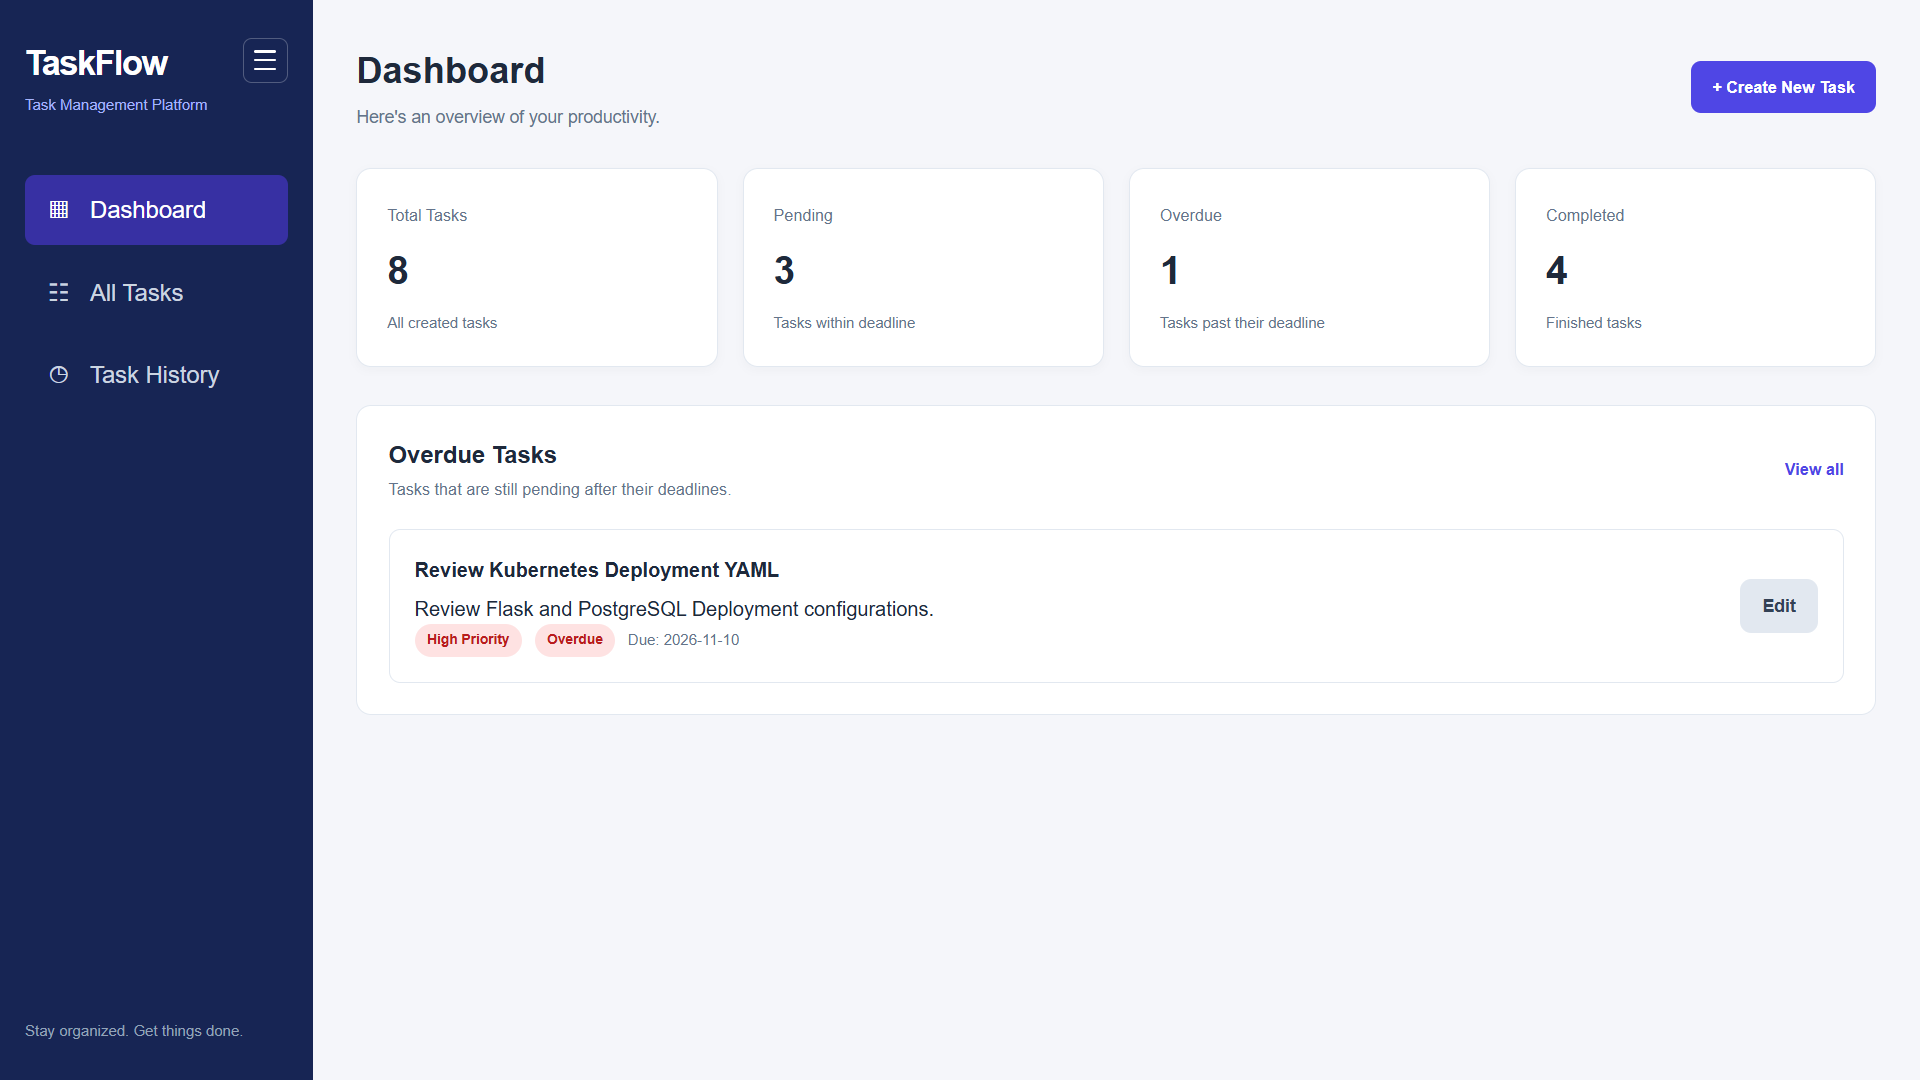 TaskFlow
Task Management Platform
Dashboard
All Tasks
Task History
Stay organized. Get things done.
Dashboard
Here's an overview of your productivity.
+ Create New Task
Total Tasks
8
All created tasks
Pending
3
Tasks within deadline
Overdue
1
Tasks past their deadline
Completed
4
Finished tasks
Overdue Tasks
Tasks that are still pending after their deadlines.
View all
Review Kubernetes Deployment YAML
Review Flask and PostgreSQL Deployment configurations.
High Priority Overdue Due: 2026-11-10
Edit